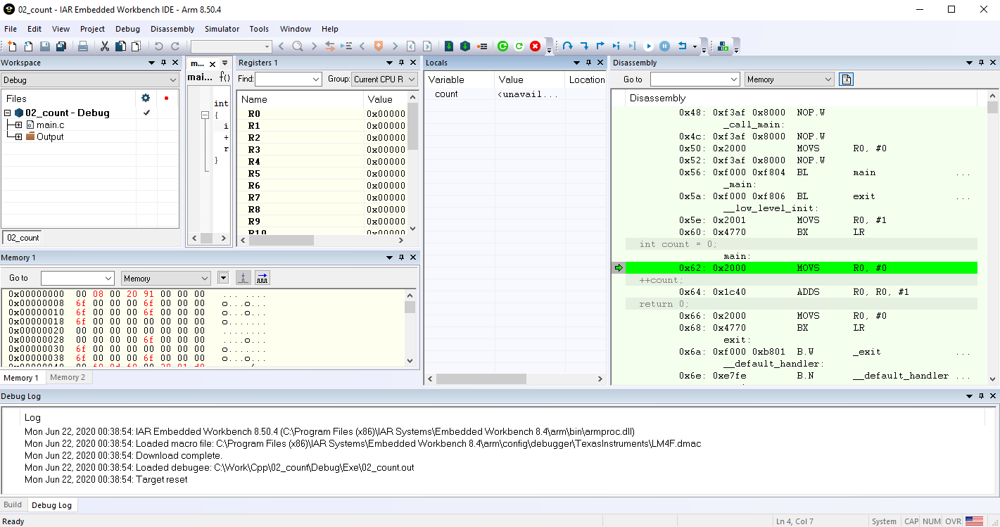 02_count - IAR Embedded Workbench IDE - Arm 8.50.4
File Edit View Project Debug Disassembly Simulator Tools Window Help
Workspace
Debug
Files
02_count - Debug
main.c
Output
02_count
m...
mai... f()
int
{
i
+
r
}
Registers 1
Find: Group: Current CPU R
Name Value
R0 0x00000
R1 0x00000
R2 0x00000
R3 0x00000
R4 0x00000
R5 0x00000
R6 0x00000
R7 0x00000
R8 0x00000
R9 0x00000
R10 0x00000
Locals
Variable Value Location
count <unavail...
Disassembly
Go to Memory
Disassembly
0x48: 0xf3af 0x8000 NOP.W
_call_main:
0x4c: 0xf3af 0x8000 NOP.W
0x50: 0x2000 MOVS R0, #0
0x52: 0xf3af 0x8000 NOP.W
0x56: 0xf000 0xf804 BL main ...
_main:
0x5a: 0xf000 0xf806 BL exit ...
__low_level_init:
0x5e: 0x2001 MOVS R0, #1
0x60: 0x4770 BX LR
int count = 0;
main:
0x62: 0x2000 MOVS R0, #0
++count;
0x64: 0x1c40 ADDS R0, R0, #1
return 0;
0x66: 0x2000 MOVS R0, #0
0x68: 0x4770 BX LR
exit:
0x6a: 0xf000 0xb801 B.W _exit ...
__default_handler:
0x6e: 0xe7fe B.N __default_handler ...
Memory 1
Go to Memory
0x00000000 00 08 00 20 91 00 00 00 ... ....
0x00000008 6f 00 00 00 6f 00 00 00 o...o...
0x00000010 6f 00 00 00 6f 00 00 00 o...o...
0x00000018 6f 00 00 00 00 00 00 00 o.......
0x00000020 00 00 00 00 00 00 00 00 ........
0x00000028 00 00 00 00 6f 00 00 00 ....o...
0x00000030 6f 00 00 00 00 00 00 00 o.......
0x00000038 6f 00 00 00 6f 00 00 00 o...o...
Memory 1 Memory 2
Debug Log
Log
Mon Jun 22, 2020 00:38:54: IAR Embedded Workbench 8.50.4 (C:\Program Files (x86)\IAR Systems\Embedded Workbench 8.4\arm\bin\armproc.dll)
Mon Jun 22, 2020 00:38:54: Loaded macro file: C:\Program Files (x86)\IAR Systems\Embedded Workbench 8.4\arm\config\debugger\TexasInstruments\LM4F.dmac
Mon Jun 22, 2020 00:38:54: Download complete.
Mon Jun 22, 2020 00:38:54: Loaded debugee: C:\Work\Cpp\02_count\Debug\Exe\02_count.out
Mon Jun 22, 2020 00:38:54: Target reset
Build Debug Log
Ready Ln 4, Col 7 System CAP NUM OVR